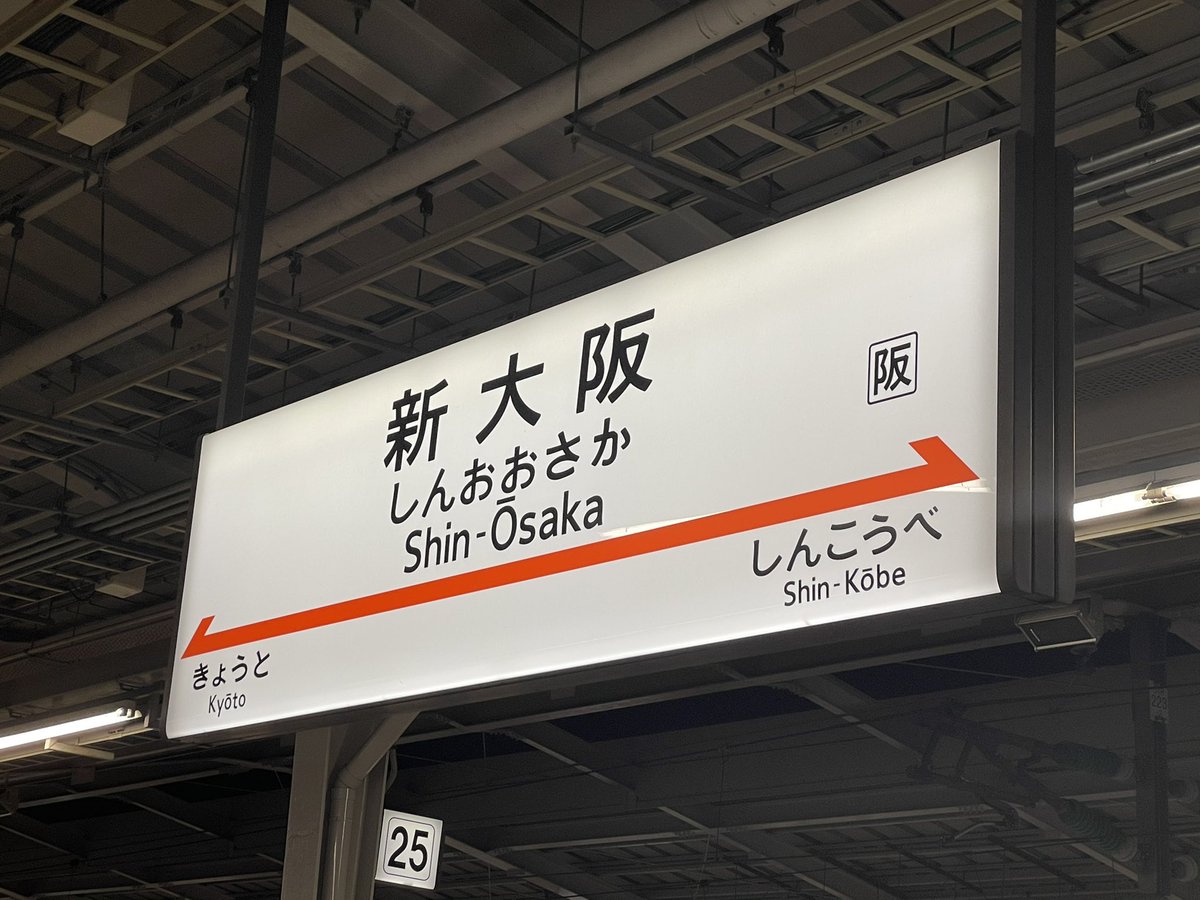 新大阪
阪
しんおおさか
Shin-Ōsaka
しんこうべ
Shin-Kōbe
きょうと
Kyōto
25